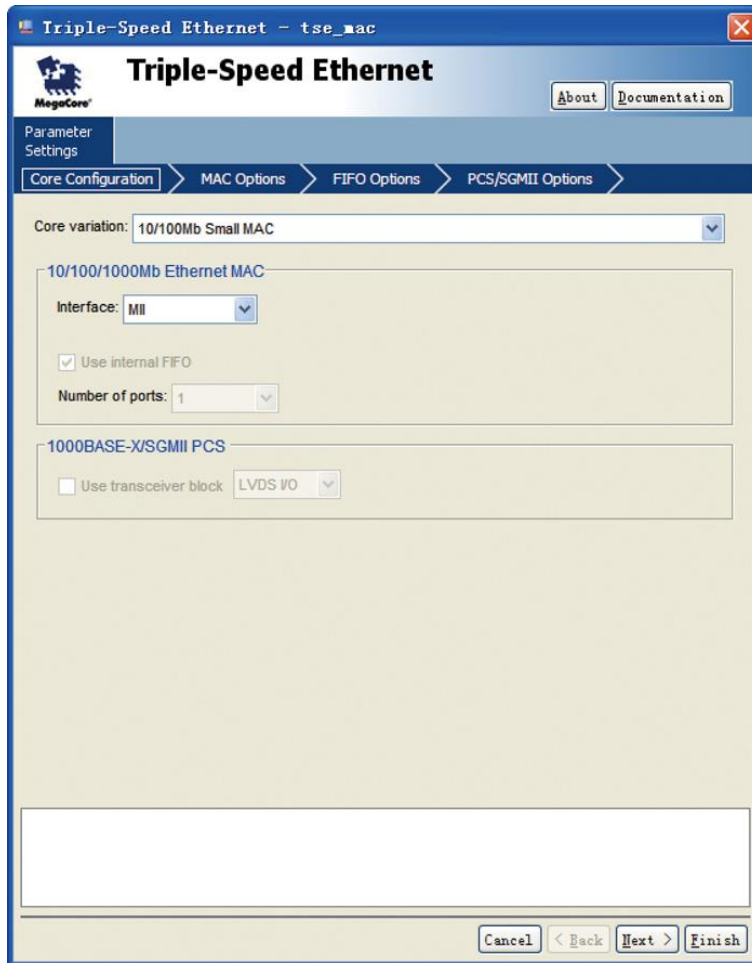 Triple-Speed Ethernet - tse_mac
MegaCore®
Triple-Speed Ethernet
About
Documentation
Parameter
Settings
Core Configuration
MAC Options
FIFO Options
PCS/SGMII Options
Core variation: 10/100Mb Small MAC
10/100/1000Mb Ethernet MAC
Interface: MII
Use internal FIFO
Number of ports: 1
1000BASE-X/SGMII PCS
Use transceiver block LVDS I/O
Cancel
< Back
Next >
Finish